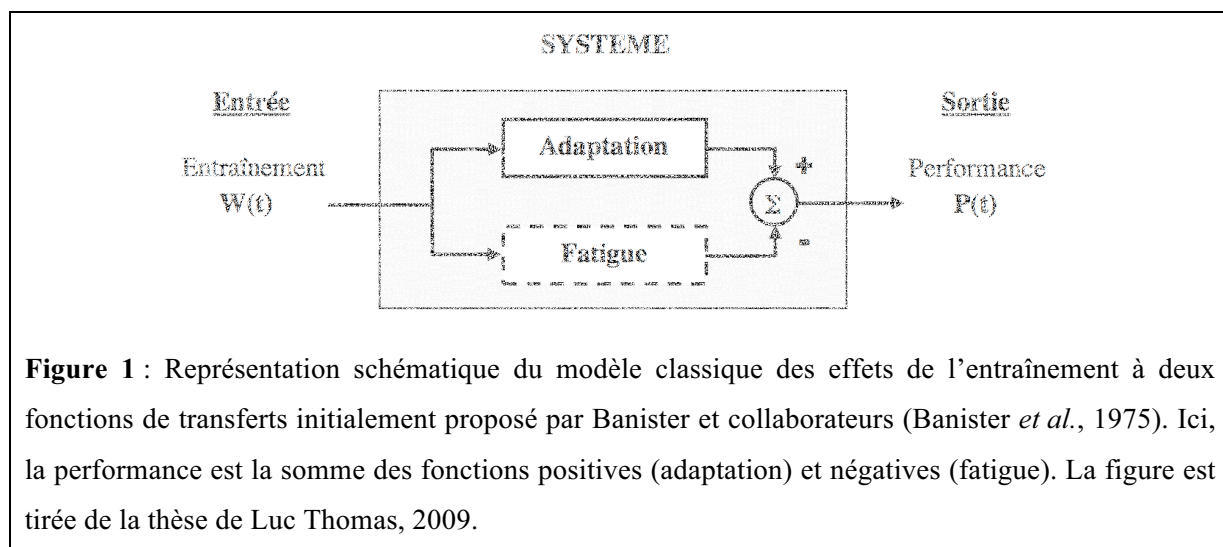 SYSTEME
Entrée
Sortie
Adaptation
Entraînement
W(t)
+
Σ
-
Performance
P(t)
Fatigue
Figure 1 : Représentation schématique du modèle classique des effets de l’entraînement à deux
fonctions de transferts initialement proposé par Banister et collaborateurs (Banister et al., 1975). Ici,
la performance est la somme des fonctions positives (adaptation) et négatives (fatigue). La figure est
tirée de la thèse de Luc Thomas, 2009.